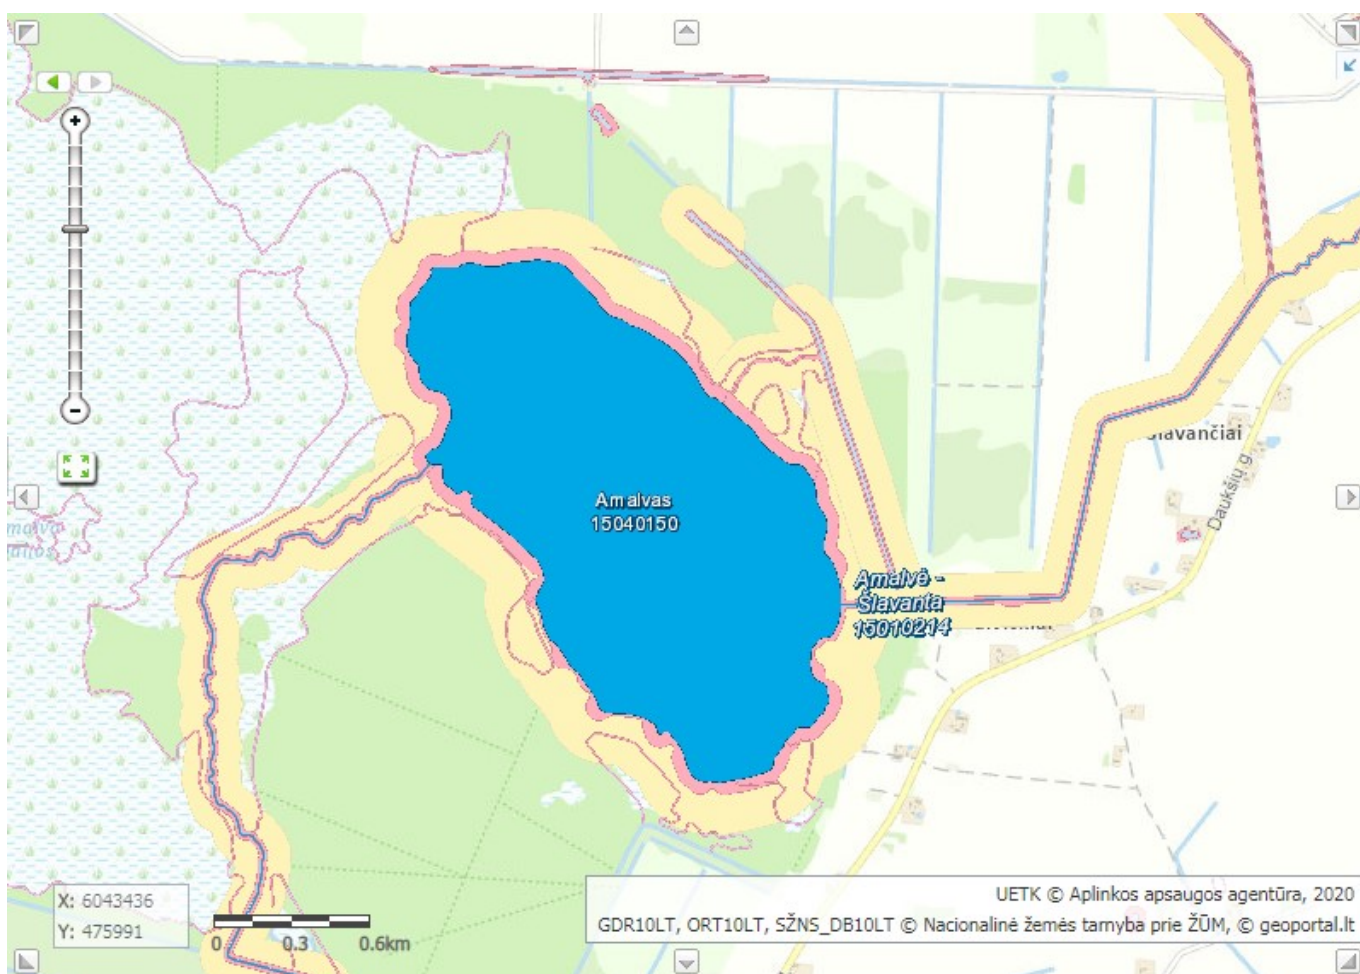 Šlavančiai
Daukšių g
Amalvas
15040150
Amalvė -
Šlavanta
15010214
X: 6043436
Y: 475991
0 0.3 0.6km
UETK © Aplinkos apsaugos agentūra, 2020
GDR10LT, ORT10LT, SŽNS_DB10LT © Nacionalinė žemės tarnyba prie ŽŪM, © geoportal.lt